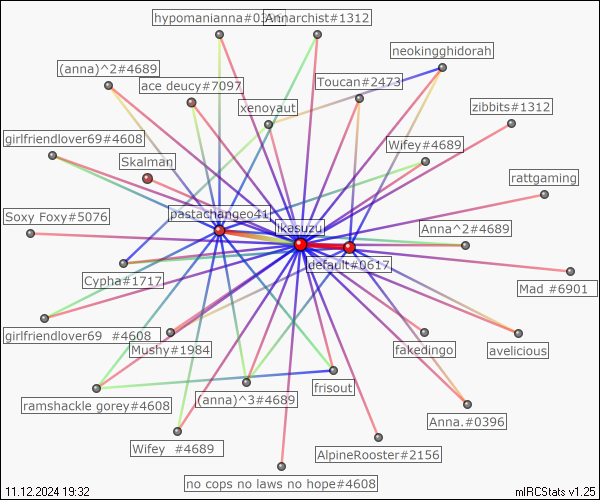 hypomanianna#03
Annarchist#1312
neokingghidorah
(anna)^2#4689
ace deucy#7097
Toucan#2473
xenoyaut
zibbits#1312
girlfriendlover69#4608
Wifey#4689
Skalman
rattgaming
pastachangeo41
Soxy Foxy#5076
ikasuzu
Anna^2#4689
default#0617
Cypha#1717
Mad #6901
girlfriendlover69 #4608
Mushy#1984
fakedingo
avelicious
frisout
ramshackle gorey#4608
(anna)^3#4689
Anna.#0396
Wifey #4689
AlpineRooster#2156
no cops no laws no hope#4608
11.12.2024 19:32
mIRCStats v1.25